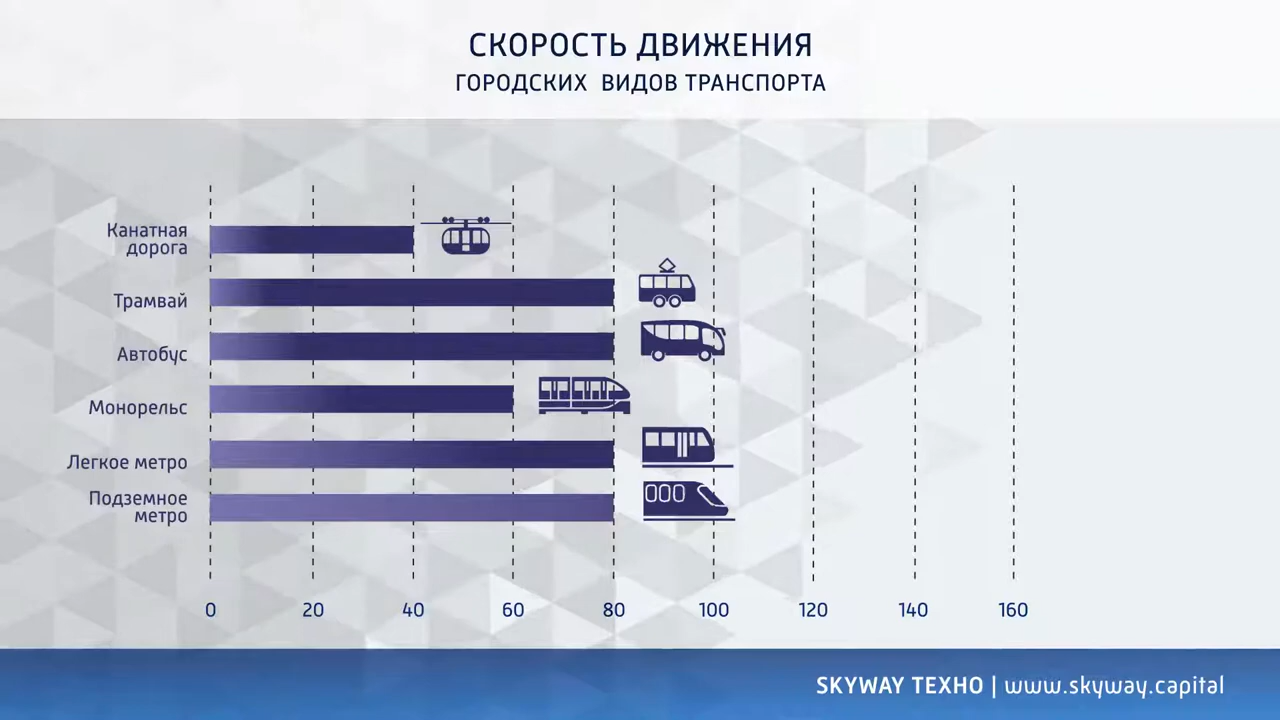 СКОРОСТЬ ДВИЖЕНИЯ
ГОРОДСКИХ ВИДОВ ТРАНСПОРТА
Канатная
дорога
Трамвай
Автобус
Монорельс
Легкое метро
Подземное
метро
0 20 40 60 80 100 120 140 160
SKYWAY ТЕХНО | www.skyway.capital